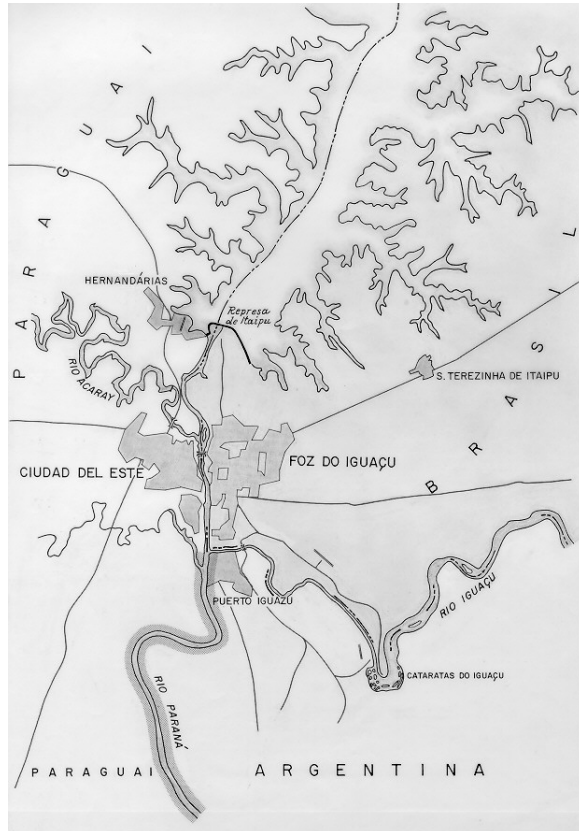 PARAGUAI
HERNANDÁRIAS
Represa
de Itaipu
RIO ACARAY
S. TEREZINHA DE ITAIPU
BRASIL
CIUDAD DEL ESTE
FOZ DO IGUAÇU
PUERTO IGUAZÚ
RIO IGUAÇU
CATARATAS DO IGUAÇU
RIO PARANÁ
PARAGUAI
ARGENTINA